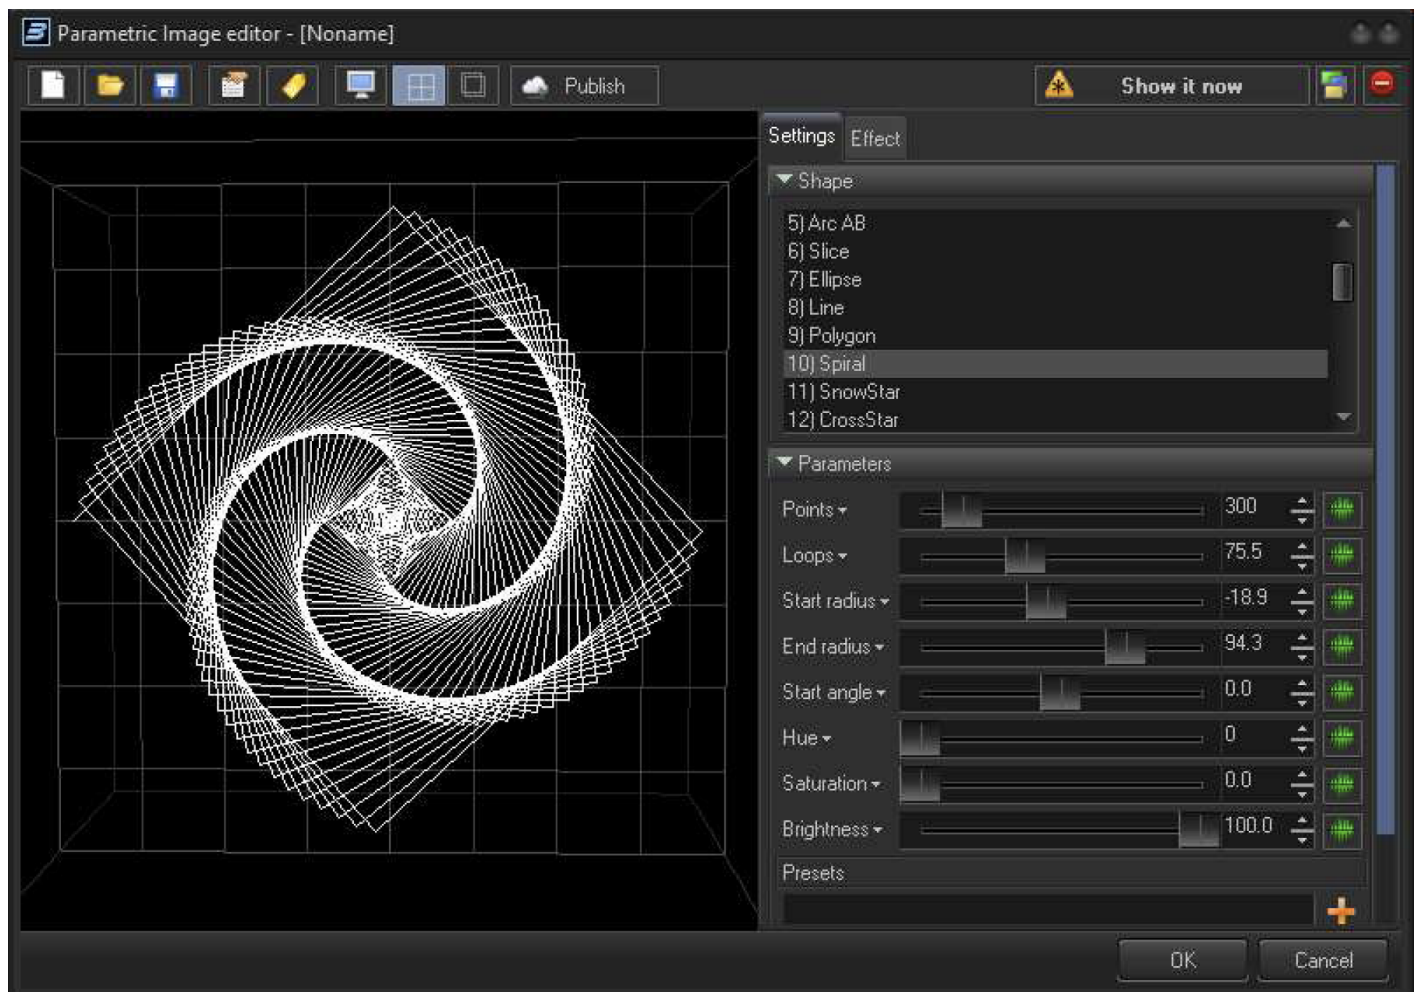 Parametric Image editor - [Noname]
Publish
Show it now
Settings Effect
Shape
5) Arc AB
6) Slice
7) Ellipse
8) Line
9) Polygon
10) Spiral
11) SnowStar
12) CrossStar
Parameters
Points 300
Loops 75.5
Start radius -18.9
End radius 94.3
Start angle 0.0
Hue 0
Saturation 0.0
Brightness 100.0
Presets
OK Cancel